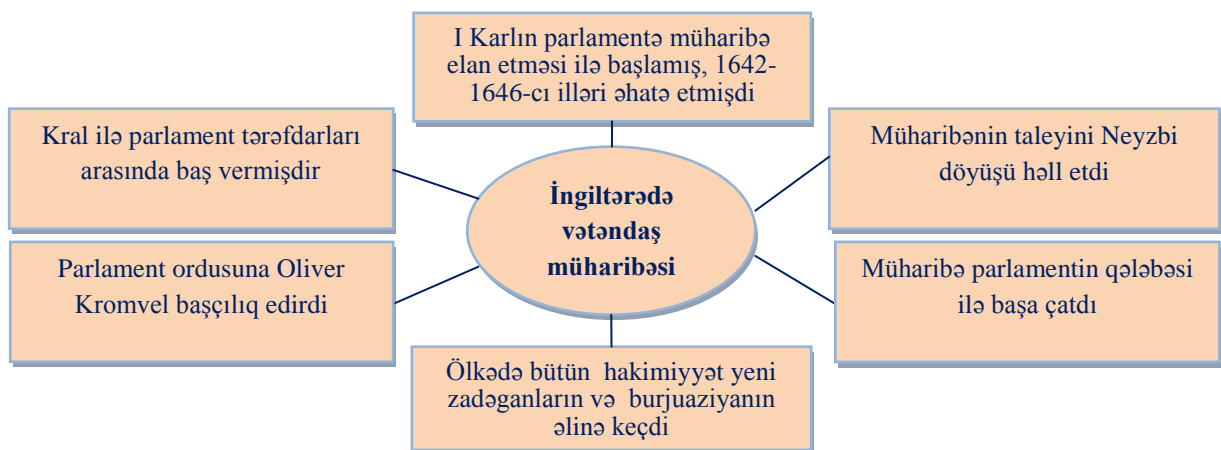 I Karlın parlamentə müharibə
elan etməsi ilə başlamış, 1642-
1646-cı illəri əhatə etmişdi
Kral ilə parlament tərəfdarları
arasında baş vermişdir
Müharibənin taleyini Neyzbi
döyüşü həll etdi
İngiltərədə
vətəndaş
müharibəsi
Parlament ordusuna Oliver
Kromvel başçılıq edirdi
Müharibə parlamentin qələbəsi
ilə başa çatdı
Ölkədə bütün hakimiyyət yeni
zadəganların və burjuaziyanın
əlinə keçdi